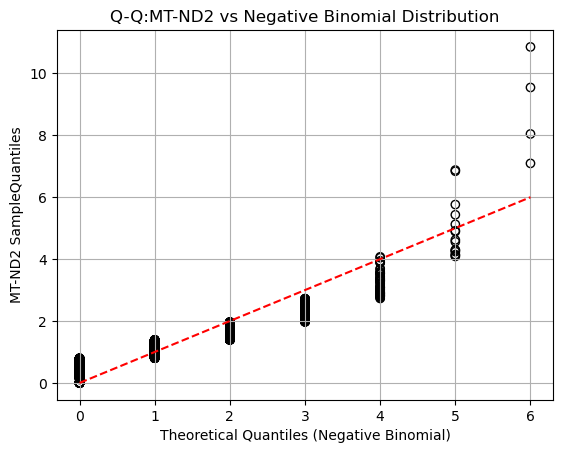 Q-Q:MT-ND2 vs Negative Binomial Distribution
MT-ND2 SampleQuantiles
10
8
6
4
2
0
0 1 2 3 4 5 6
Theoretical Quantiles (Negative Binomial)